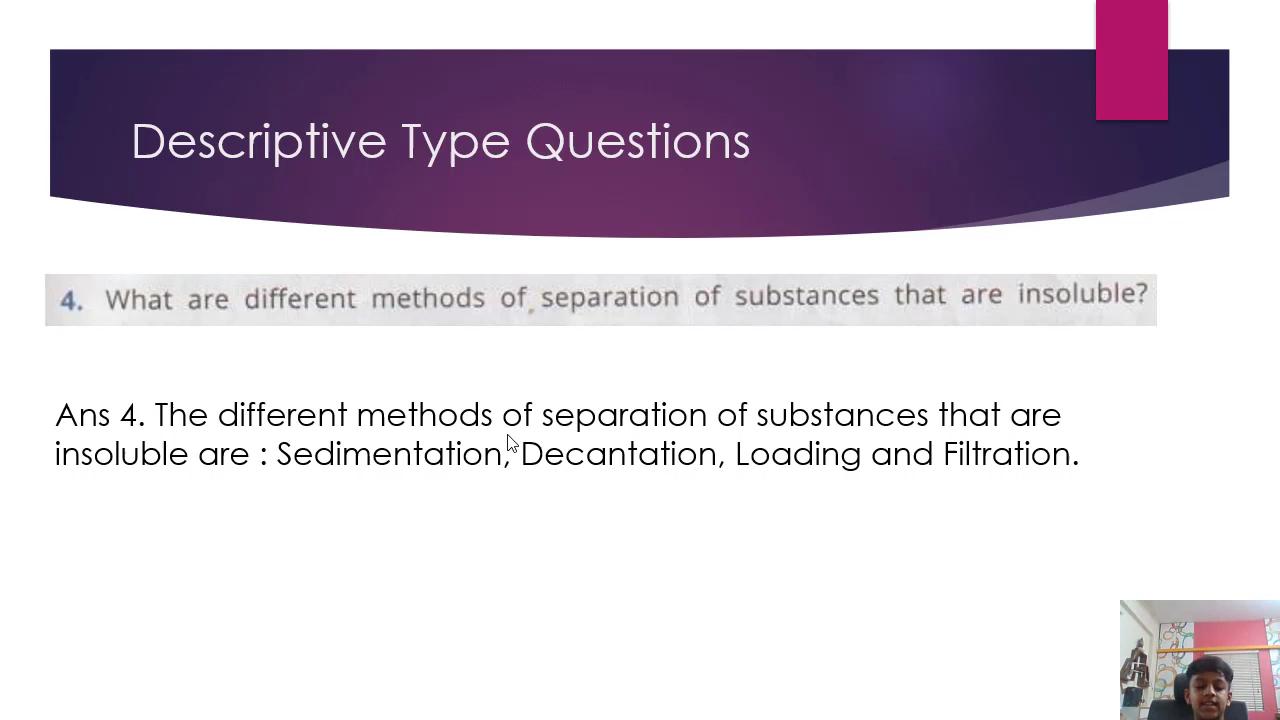 Descriptive Type Questions
4. What are different methods of separation of substances that are insoluble?
Ans 4. The different methods of separation of substances that are
insoluble are : Sedimentation, Decantation, Loading and Filtration.